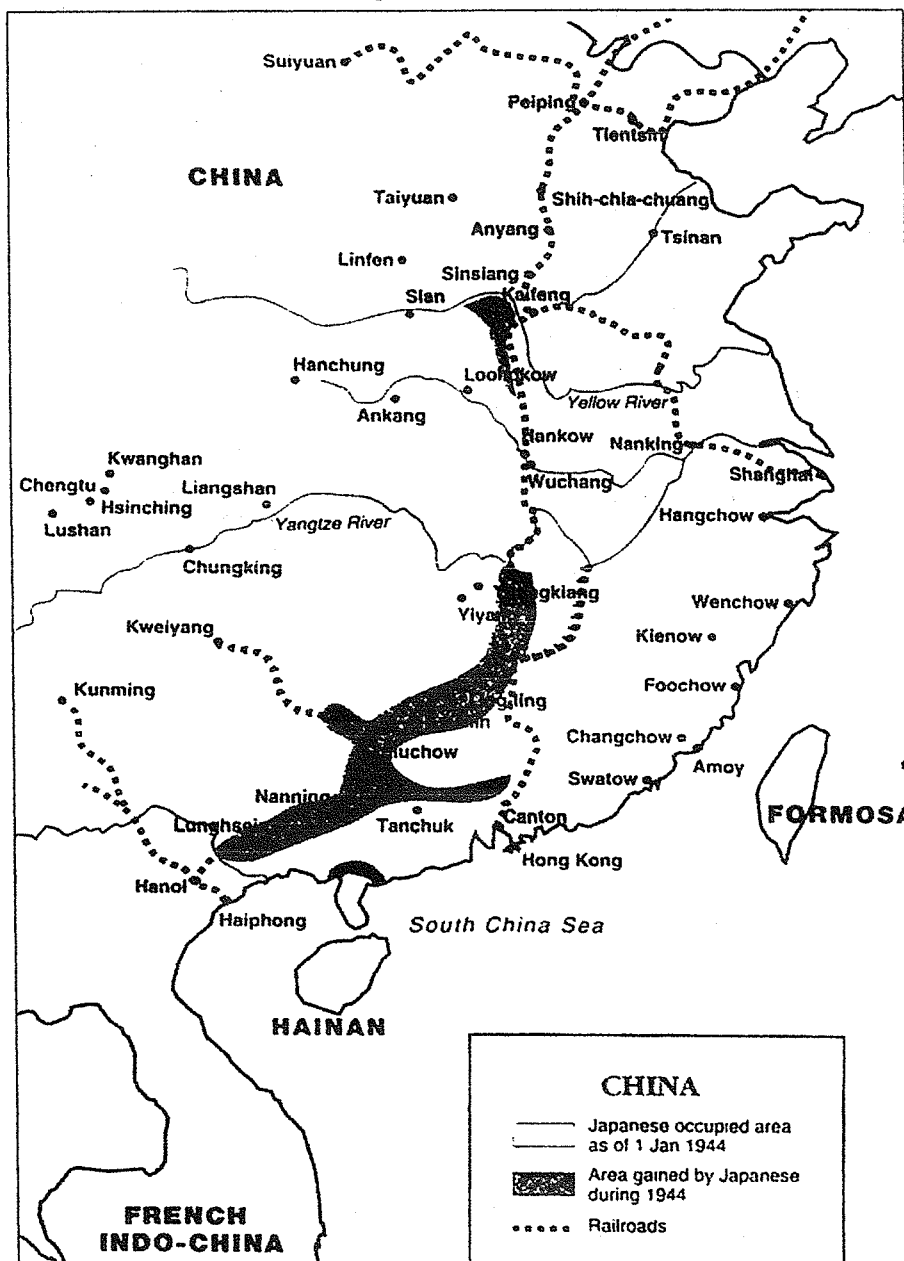 Suiyuan
Peiping
Tientsin
CHINA
Taiyuan
Shih-chia-chuang
Anyang
Tsinan
Linfen
Sinsiang
Kaifeng
Sian
Hanchung
Loohokow
Ankang
Yellow River
Hankow
Nanking
Kwanghan
Wuchang
Shanghai
Chengtu
Liangshan
Hsinching
Hangchow
Lushan
Yangtze River
Chungking
Yiyang
Wenchow
Kweiyang
Kienow
Kunming
Foochow
Changchow
Amoy
Nanning
Swatow
Tanchuk
Canton
FORMOSA
Hong Kong
Hanoi
Haiphong
South China Sea
HAINAN
CHINA
Japanese occupied area
as of 1 Jan 1944
Area gained by Japanese
during 1944
Railroads
FRENCH
INDO-CHINA